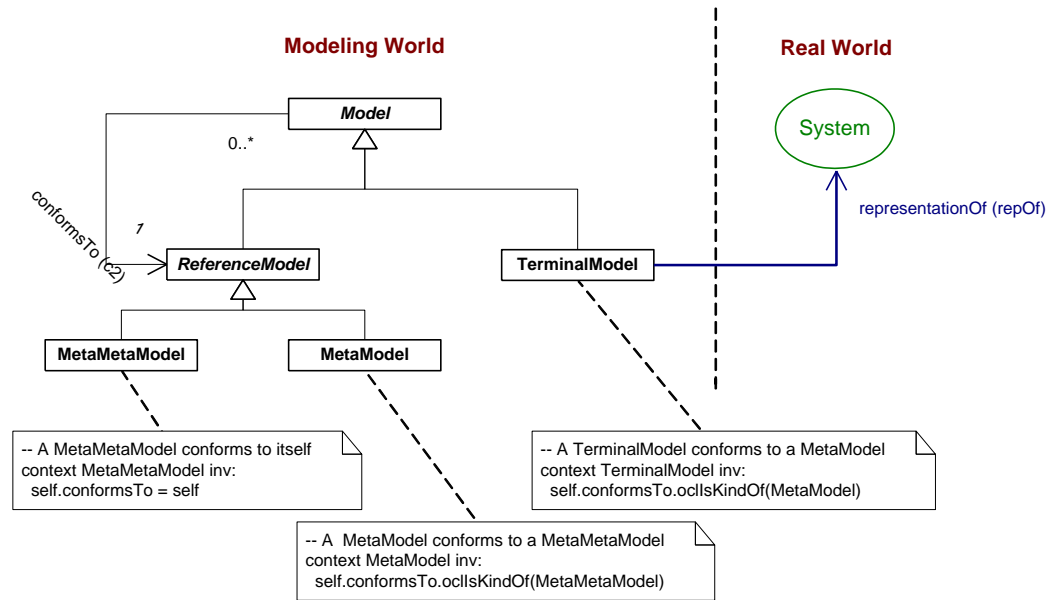 Modeling World
Real World
Model
0..*
System
conformsTo (c2)
1
representationOf (repOf)
ReferenceModel
TerminalModel
MetaMetaModel
MetaModel
-- A MetaMetaModel conforms to itself
context MetaMetaModel inv:
self.conformsTo = self
-- A TerminalModel conforms to a MetaModel
context TerminalModel inv:
self.conformsTo.oclIsKindOf(MetaModel)
-- A  MetaModel conforms to a MetaMetaModel
context MetaModel inv:
self.conformsTo.oclIsKindOf(MetaMetaModel)